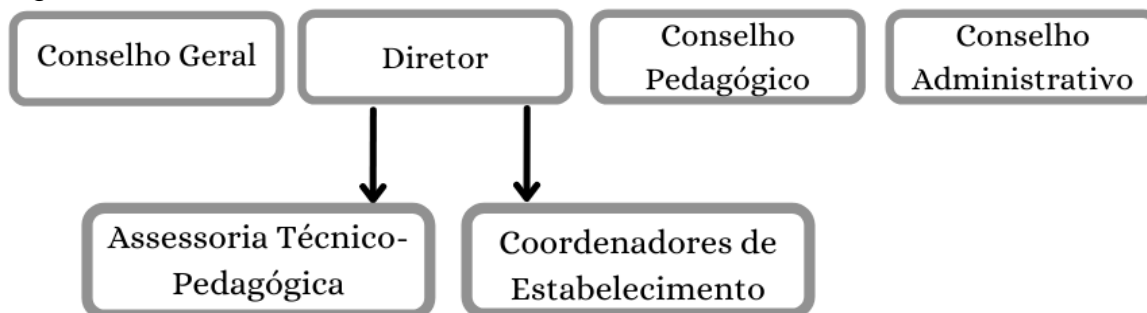 Conselho Geral
Diretor
Conselho
Pedagógico
Conselho
Administrativo
Assessoria Técnico-
Pedagógica
Coordenadores de
Estabelecimento